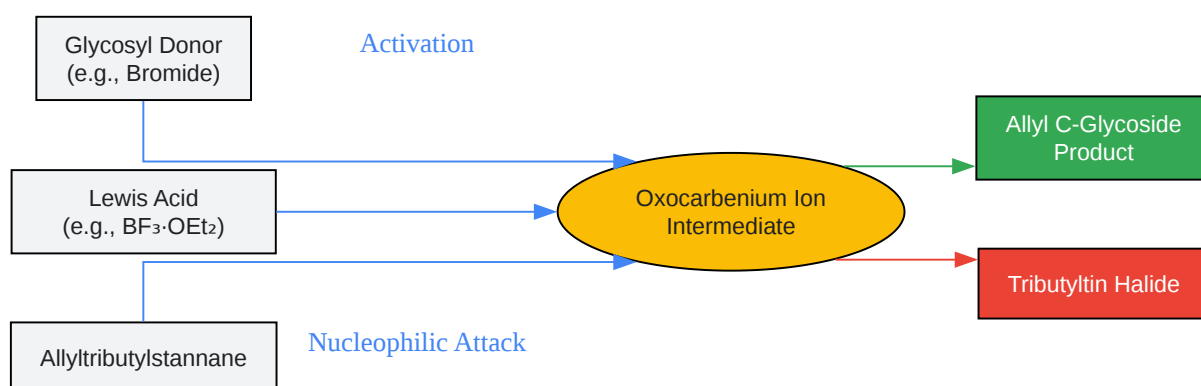 Glycosyl Donor
(e.g., Bromide)
Activation
Allyl C-Glycoside
Product
Lewis Acid
(e.g., BF₃·OEt₂)
Oxocarbenium Ion
Intermediate
Tributyltin Halide
Allyltributylstannane
Nucleophilic Attack